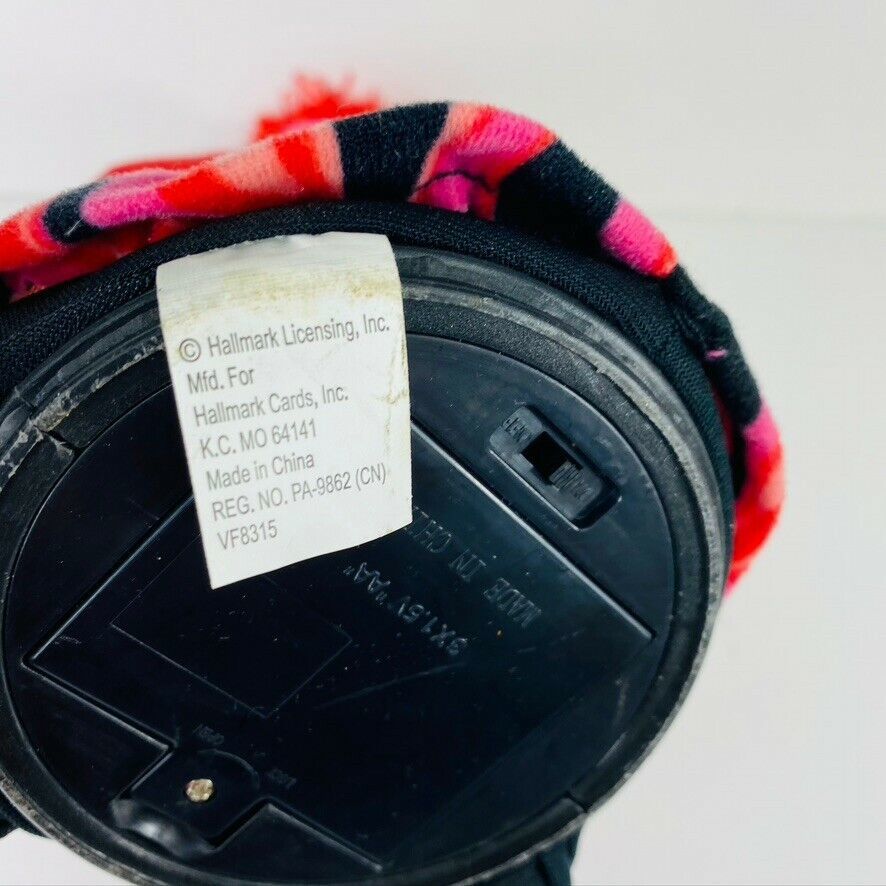 © Hallmark Licensing, Inc.
Mfd. For
Hallmark Cards, Inc.
K.C. MO 64141
Made in China
REG. NO. PA-9862 (CN)
VF8315
MADE IN
3X1.5V "AA"